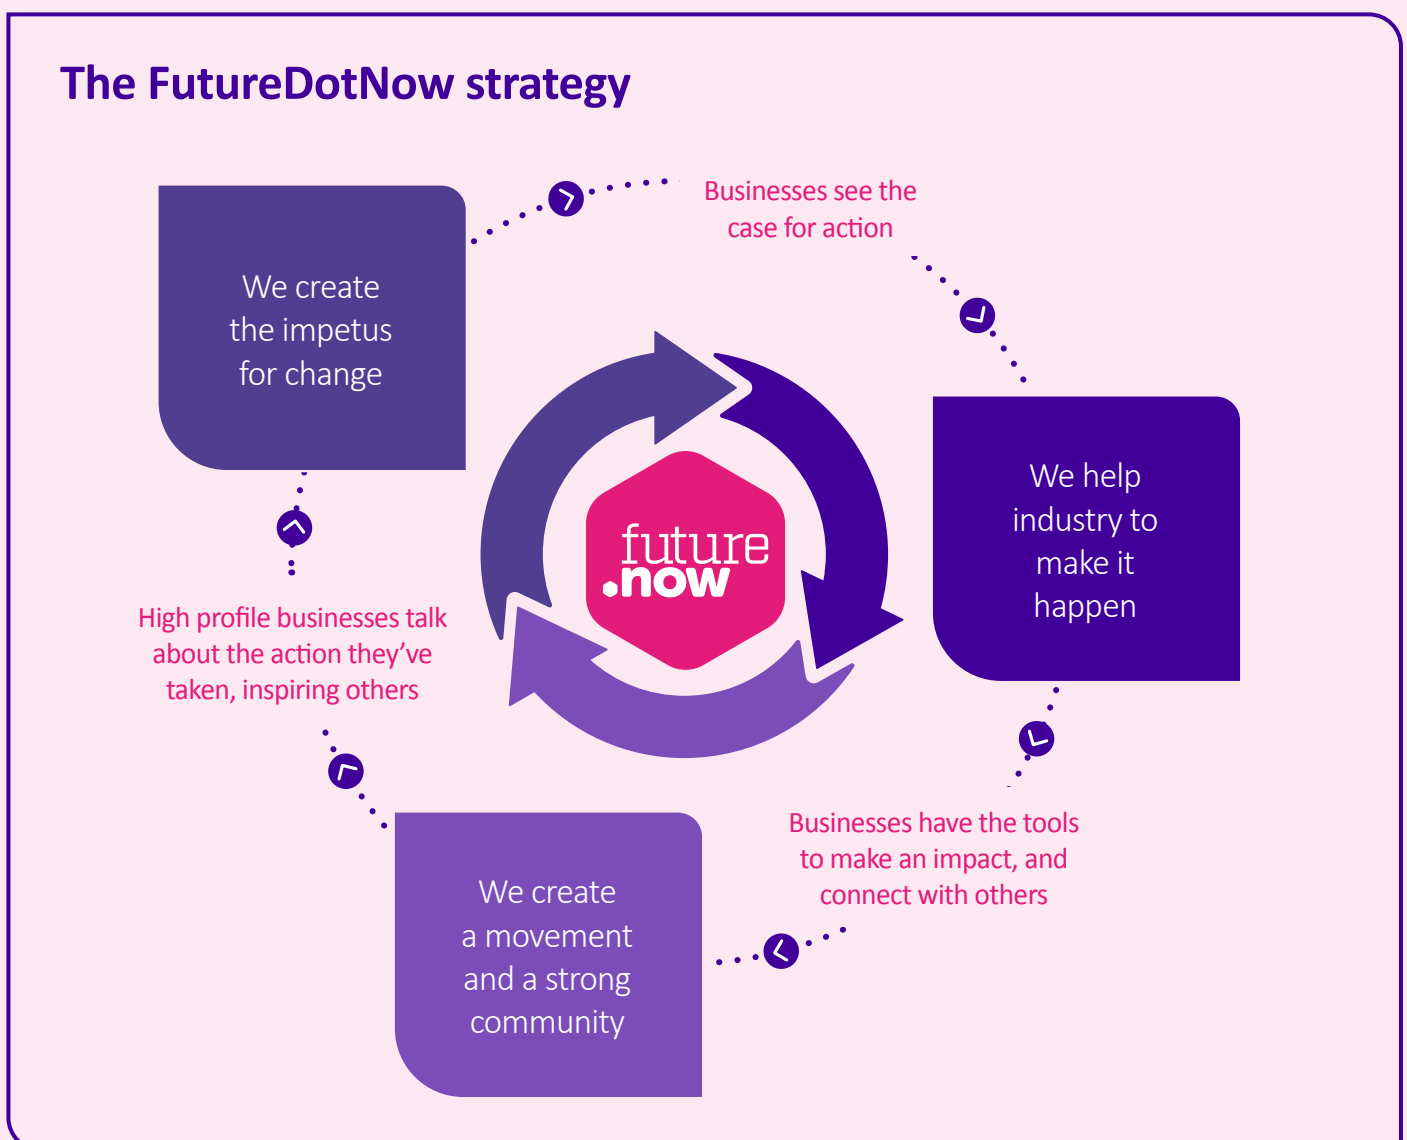 The FutureDotNow strategy
We create
the impetus
for change
Businesses see the
case for action
We help
industry to
make it
happen
Businesses have the tools
to make an impact, and
connect with others
We create
a movement
and a strong
community
High profile businesses talk
about the action they’ve
taken, inspiring others
future
.now